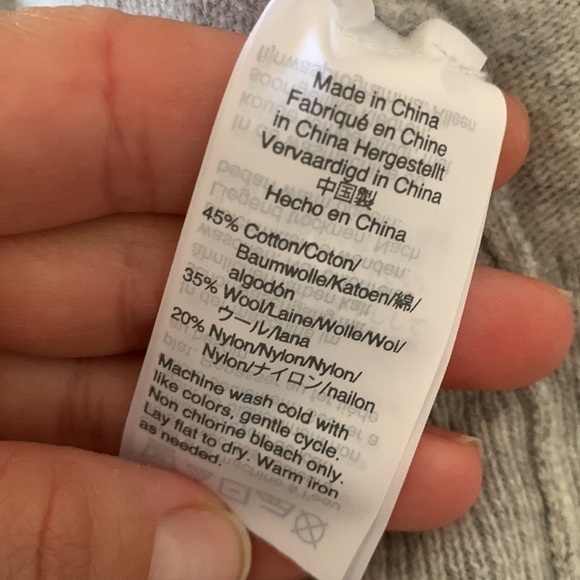 Made in China
Fabriqué en Chine
in China Hergestellt
Vervaardigd in China
中国製
Hecho en China
45% Cotton/Coton/
Baumwolle/Katoen/綿/
algodón
35% Wool/Laine/Wolle/Wol/
ウール/lana
20% Nylon/Nylon/Nylon/
Nylon/ナイロン/nailon
Machine wash cold with
like colors, gentle cycle.
Non chlorine bleach only.
Lay flat to dry. Warm iron
as needed.